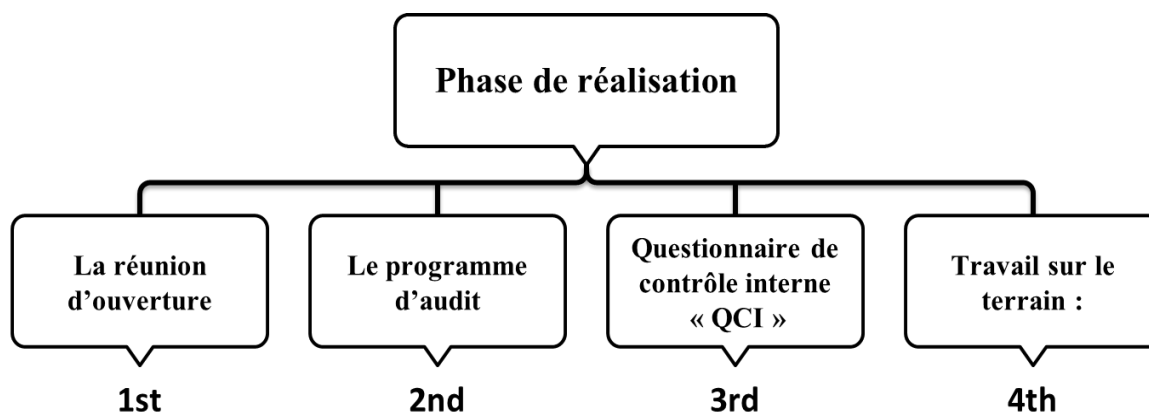 Phase de réalisation
La réunion
d’ouverture
Le programme
d’audit
Questionnaire de
contrôle interne
« QCI »
Travail sur le
terrain :
1st
2nd
3rd
4th